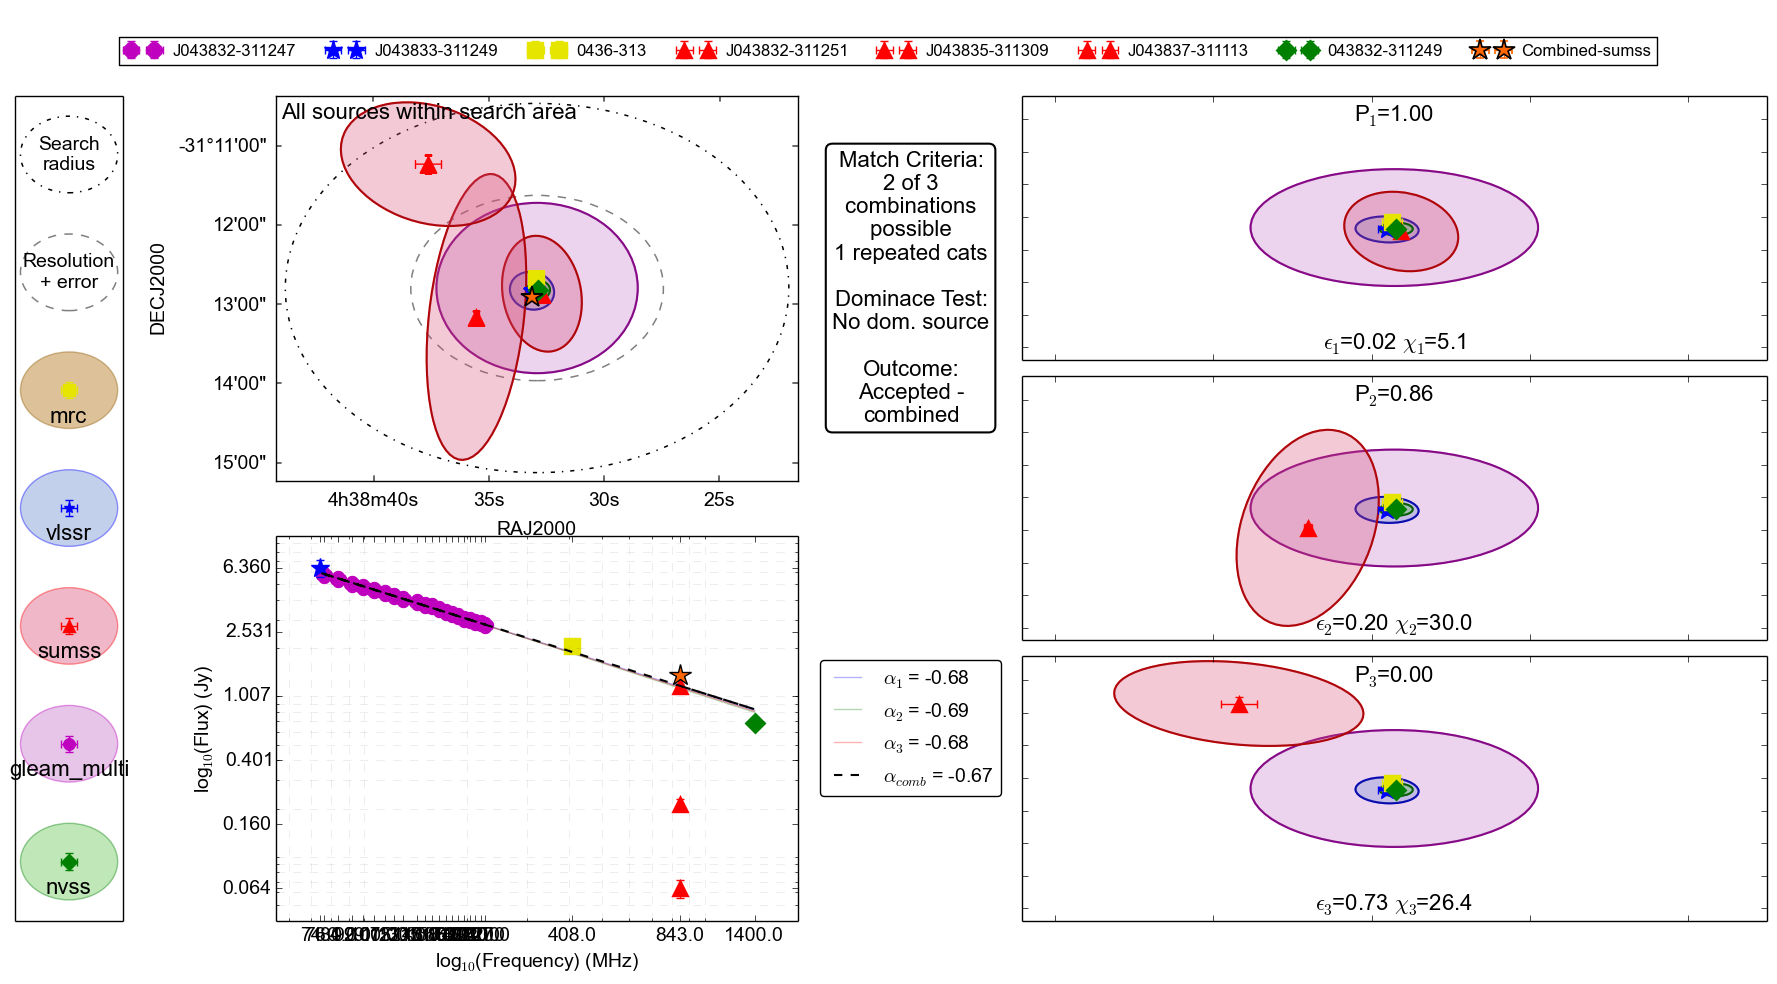 J043832-311247 J043833-311249 0436-313 J043832-311251 J043835-311309 J043837-311113 043832-311249 Combined-sumss
Search
radius
Resolution
+ error
mrc
vlssr
sumss
gleam_multi
nvss
All sources within search area
-31°11'00"
12'00"
13'00"
14'00"
15'00"
DECJ2000
4h38m40s 35s 30s 25s
RAJ2000
Match Criteria:
2 of 3
combinations
possible
1 repeated cats
Dominace Test:
No dom. source
Outcome:
Accepted -
combined
6.360
2.531
1.007
0.401
0.160
0.064
log₁₀(Flux) (Jy)
408.0 843.0 1400.0
log₁₀(Frequency) (MHz)
α₁ = -0.68
α₂ = -0.69
α₃ = -0.68
α_comb = -0.67
P₁=1.00
ϵ₁=0.02 χ₁=5.1
P₂=0.86
ϵ₂=0.20 χ₂=30.0
P₃=0.00
ϵ₃=0.73 χ₃=26.4